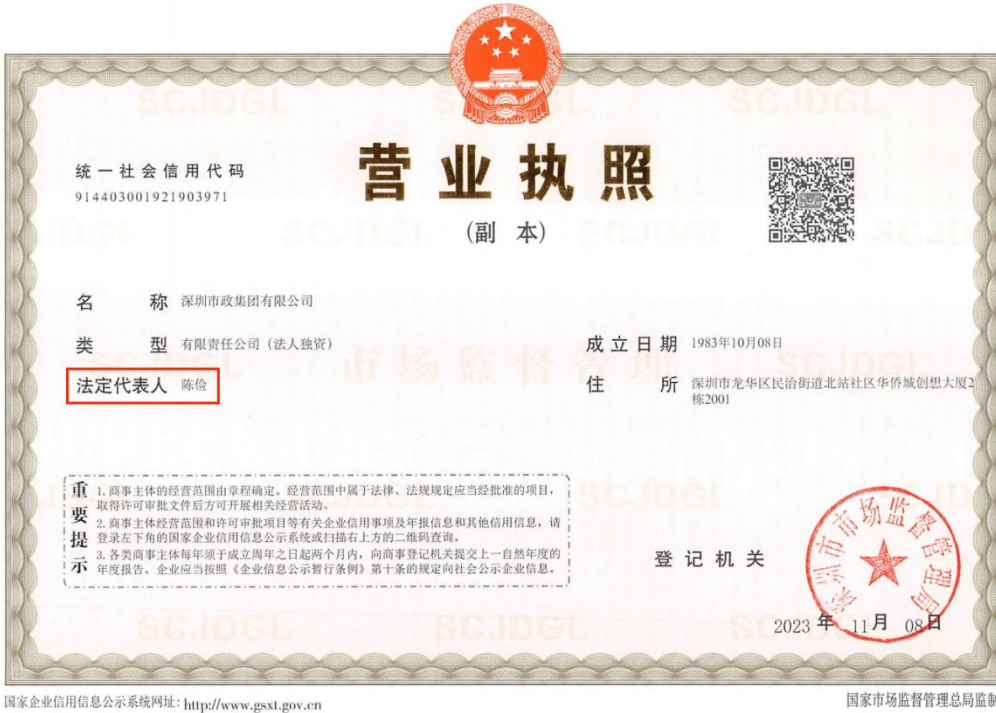 统一社会信用代码
914403001921903971
营业执照
（副 本）
名 称 深圳市政集团有限公司
类 型 有限责任公司（法人独资）
法定代表人 陈俭
成立日期 1983年10月08日
住 所 深圳市龙华区民治街道北站社区华侨城创想大厦2
栋2001
重要提示
1. 商事主体的经营范围由章程确定。经营范围中属于法律、法规规定应当经批准的项目，
取得许可审批文件后方可开展相关经营活动。
2. 商事主体经营范围和许可审批项目等有关企业信用事项及年报信息和其他信用信息，请
登录左下角的国家企业信用信息公示系统或扫描右上方的二维码查询。
3. 各类商事主体每年须于成立周年之日起两个月内，向商事登记机关提交上一自然年度的
年度报告。企业应当按照《企业信息公示暂行条例》第十条的规定向社会公示企业信息。
登记机关
深圳市市场监督管理局
2023 年 11 月 08 日
国家企业信用信息公示系统网址：http://www.gsxt.gov.cn
国家市场监督管理总局监制
SCJDGL
市场监督管理